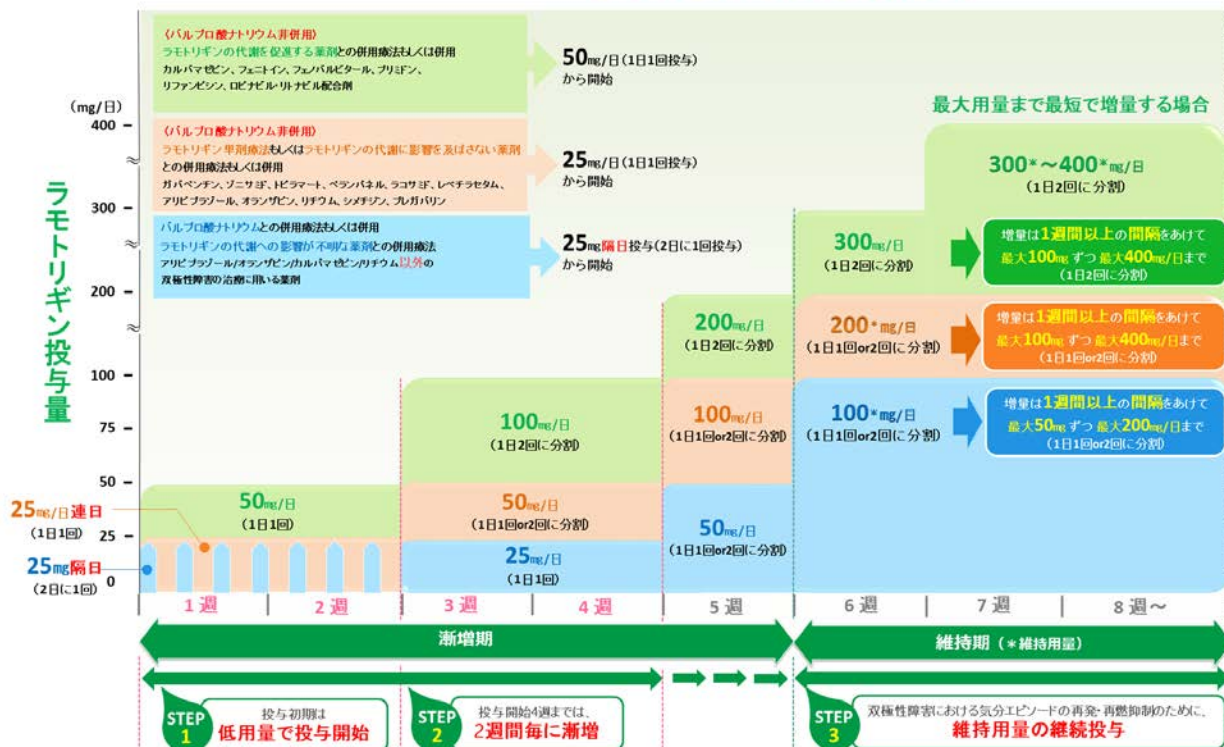 〈バルプロ酸ナトリウム非併用〉
ラモトリギンの代謝を促進する薬剤との併用療法もしくは併用
カルバマゼピン、フェニトイン、フェノバルビタール、プリミドン、
リファンピシン、ロピナビル・リトナビル配合剤
50mg/日(1日1回投与)
から開始
〈バルプロ酸ナトリウム非併用〉
ラモトリギン単剤療法もしくはラモトリギンの代謝に影響を及ぼさない薬剤
との併用療法もしくは併用
ガバペンチン、ゾニサミド、トピラマート、ペランパネル、ラコサミド、レベチラセタム、
アリピプラゾール、オランザピン、リチウム、シメチジン、プレガバリン
25mg/日(1日1回投与)
から開始
バルプロ酸ナトリウムとの併用療法もしくは併用
ラモトリギンの代謝への影響が不明な薬剤との併用療法
アリピプラゾール/オランザピン/カルバマゼピン/リチウム以外の
双極性障害の治療に用いる薬剤
25mg隔日投与(2日に1回投与)
から開始
最大用量まで最短で増量する場合
ラモトリギン投与量
(mg/日)
400
300
200
100
75
50
25
0
25mg/日連日
(1日1回)
25mg隔日
(2日に1回)
50mg/日
(1日1回)
100mg/日
(1日2回に分割)
50mg/日
(1日1回or2回に分割)
25mg/日
(1日1回)
200mg/日
(1日2回に分割)
100mg/日
(1日1回or2回に分割)
50mg/日
(1日1回or2回に分割)
300mg/日
(1日2回に分割)
200*mg/日
(1日1回or2回に分割)
100*mg/日
(1日1回or2回に分割)
300*～400*mg/日
(1日2回に分割)
増量は1週間以上の間隔をあけて
最大100mgずつ最大400mg/日まで
(1日2回に分割)
増量は1週間以上の間隔をあけて
最大100mgずつ最大400mg/日まで
(1日1回or2回に分割)
増量は1週間以上の間隔をあけて
最大50mgずつ最大200mg/日まで
(1日1回or2回に分割)
1週
2週
3週
4週
5週
6週
7週
8週～
漸増期
維持期(*維持用量)
STEP
1
投与初期は
低用量で投与開始
STEP
2
投与開始4週までは、
2週間毎に漸増
STEP
3
双極性障害における気分エピソードの再発・再燃抑制のために、
維持用量の継続投与